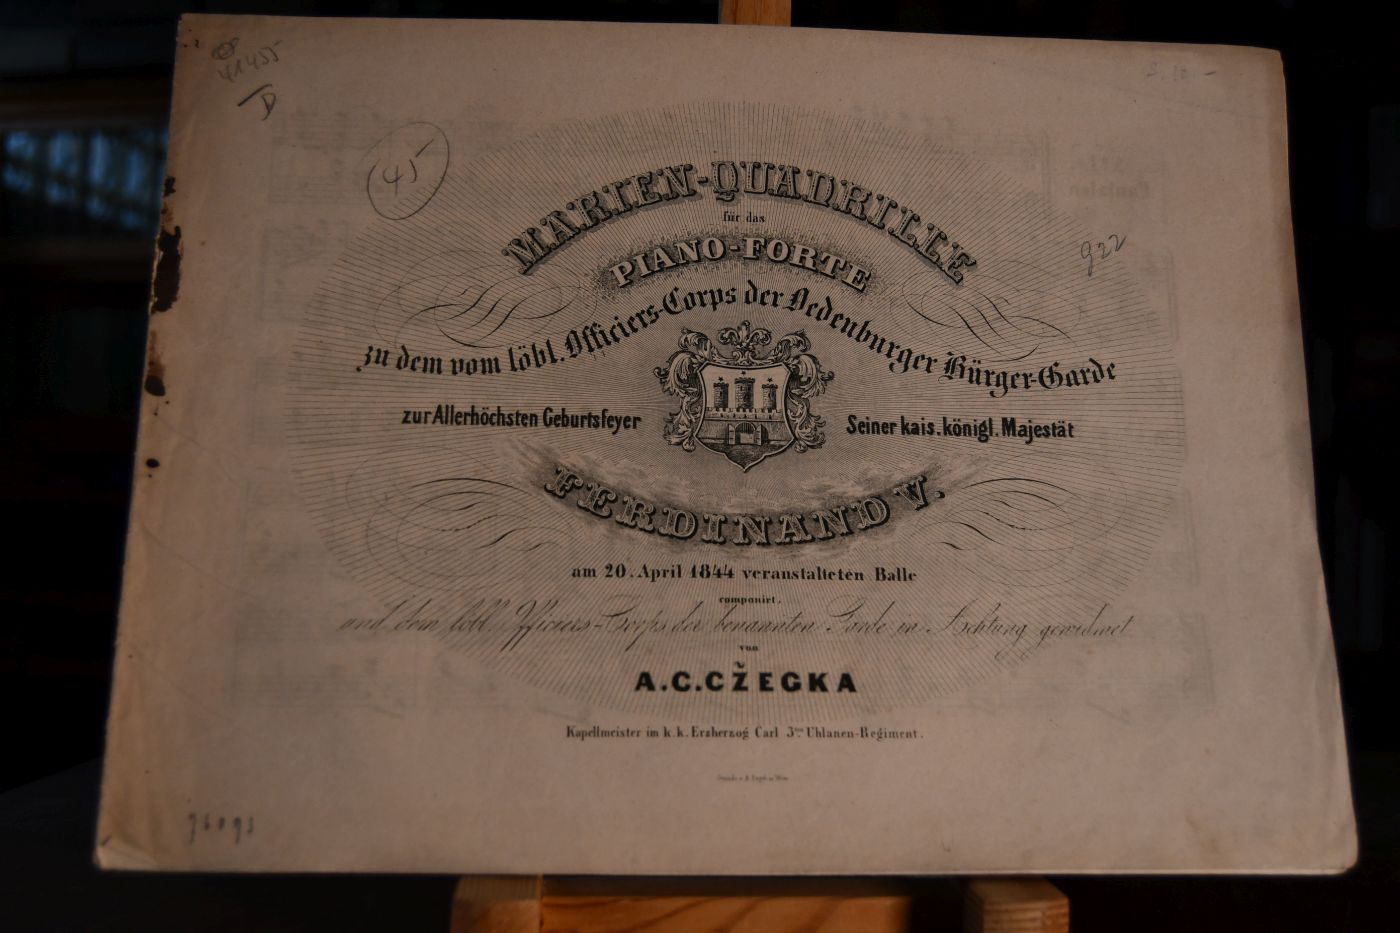 41455
D
45-
MARIEN-QUADRILLE
für das
PIANO-FORTE
922
zu dem vom löbl. Officiers-Corps der Oedenburger Bürger-Garde
zur Allerhöchsten Geburtsfeyer Seiner kais. königl. Majestät
FERDINAND V.
am 20. April 1844 veranstalteten Balle
componirt,
und dem löbl. Officiers-Corps der benannten Garde in Achtung gewidmet
von
A.C.CŽEGKA
Kapellmeister im k.k. Erzherzog Carl 3ten Uhlanen-Regiment.